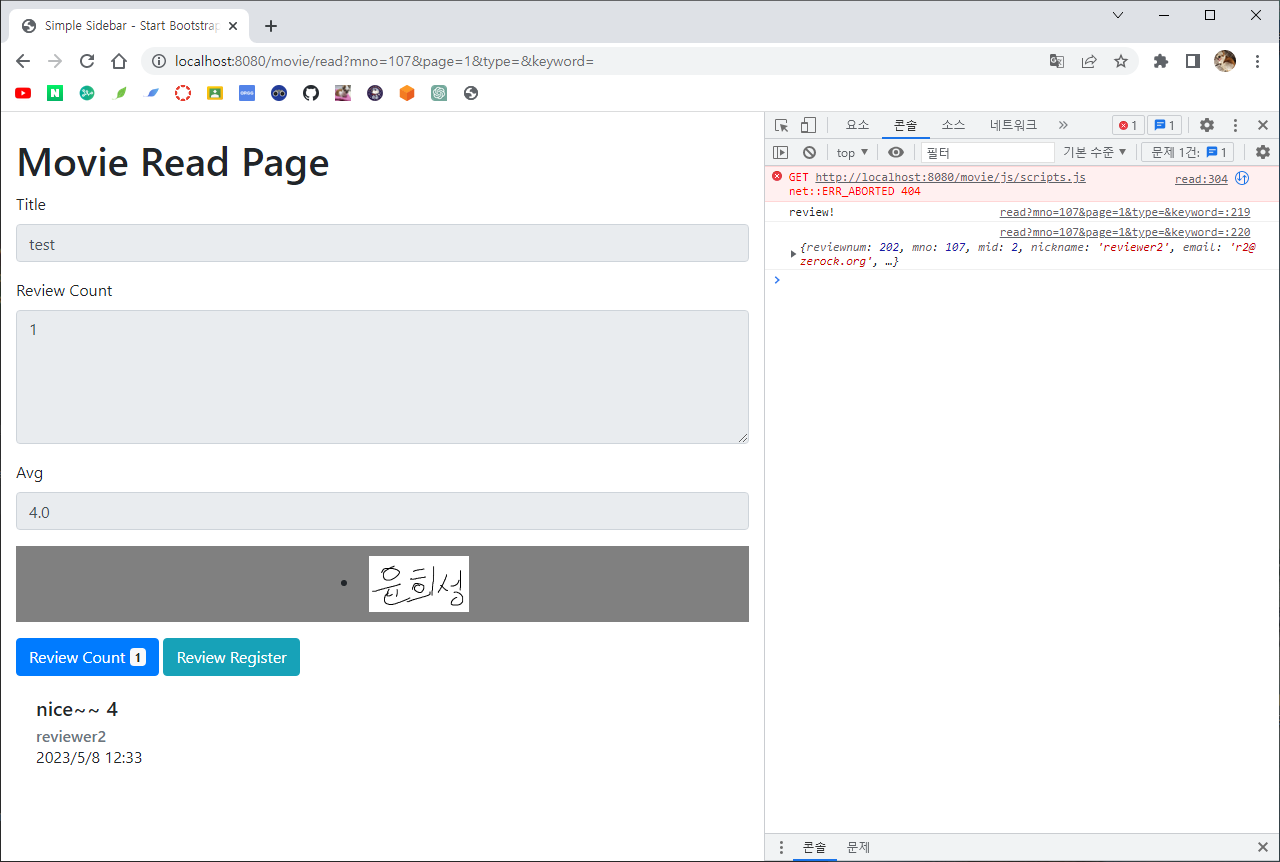 Simple Sidebar - Start Bootstrap
localhost:8080/movie/read?mno=107&page=1&type=&keyword=
Movie Read Page
Title
test
Review Count
1
Avg
4.0
윤희성
Review Count 1
Review Register
nice~~ 4
reviewer2
2023/5/8 12:33
요소 콘솔 소스 네트워크 » 1 1
top ▼ 필터 기본 수준 ▼ 문제 1건: 1
GET http://localhost:8080/movie/js/scripts.js read:304
net::ERR_ABORTED 404
review! read?mno=107&page=1&type=&keyword=:219
read?mno=107&page=1&type=&keyword=:220
{reviewnum: 202, mno: 107, mid: 2, nickname: 'reviewer2', email: 'r2@
zerock.org', …}
콘솔 문제